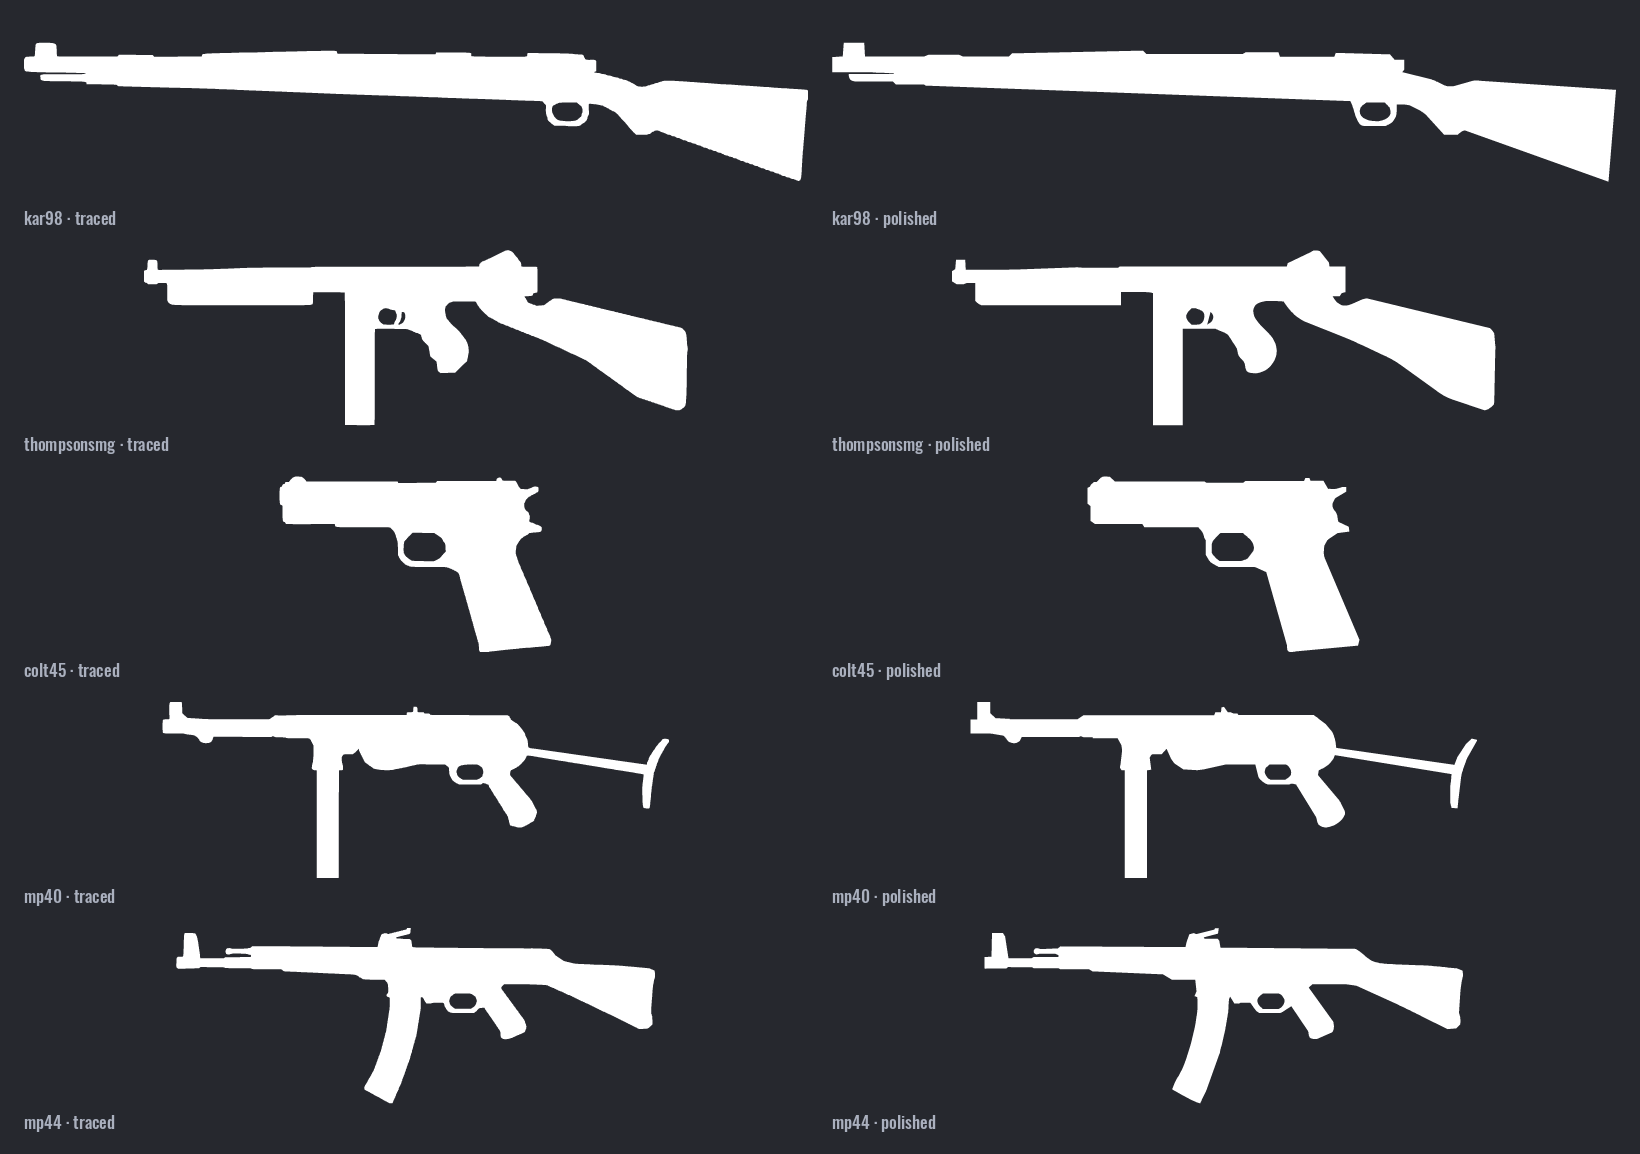 kar98 · traced
kar98 · polished
thompsonsmg · traced
thompsonsmg · polished
colt45 · traced
colt45 · polished
mp40 · traced
mp40 · polished
mp44 · traced
mp44 · polished